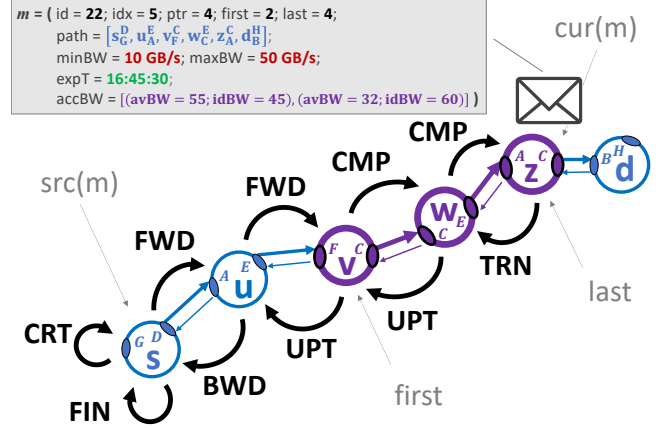 m = ( id = 22; idx = 5; ptr = 4; first = 2; last = 4;
path = [s_G^D, u_A^E, v_F^C, w_C^E, z_A^C, d_B^H];
minBW = 10 GB/s; maxBW = 50 GB/s;
expT = 16:45:30;
accBW = [(avBW = 55; idBW = 45), (avBW = 32; idBW = 60)] )
cur(m)
CMP
CMP
A z C
B H d
src(m)
FWD
w E C
FWD
F v C
TRN
last
A E u
UPT
CRT
G D s
UPT
BWD
first
FIN